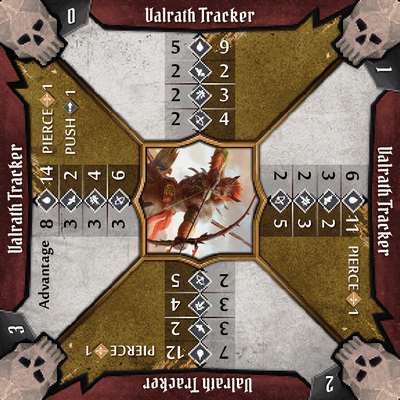 0
Valrath Tracker
5 9
2 2
2 3
2 4
1
Valrath Tracker
6 11 PIERCE 1
3 2
2 3
2 5
2
Valrath Tracker
7 12 PIERCE 1
3 2
3 4
2 5
3
Valrath Tracker
Advantage 8 14 PIERCE 1
3 2 PUSH 1
3 4
3 6